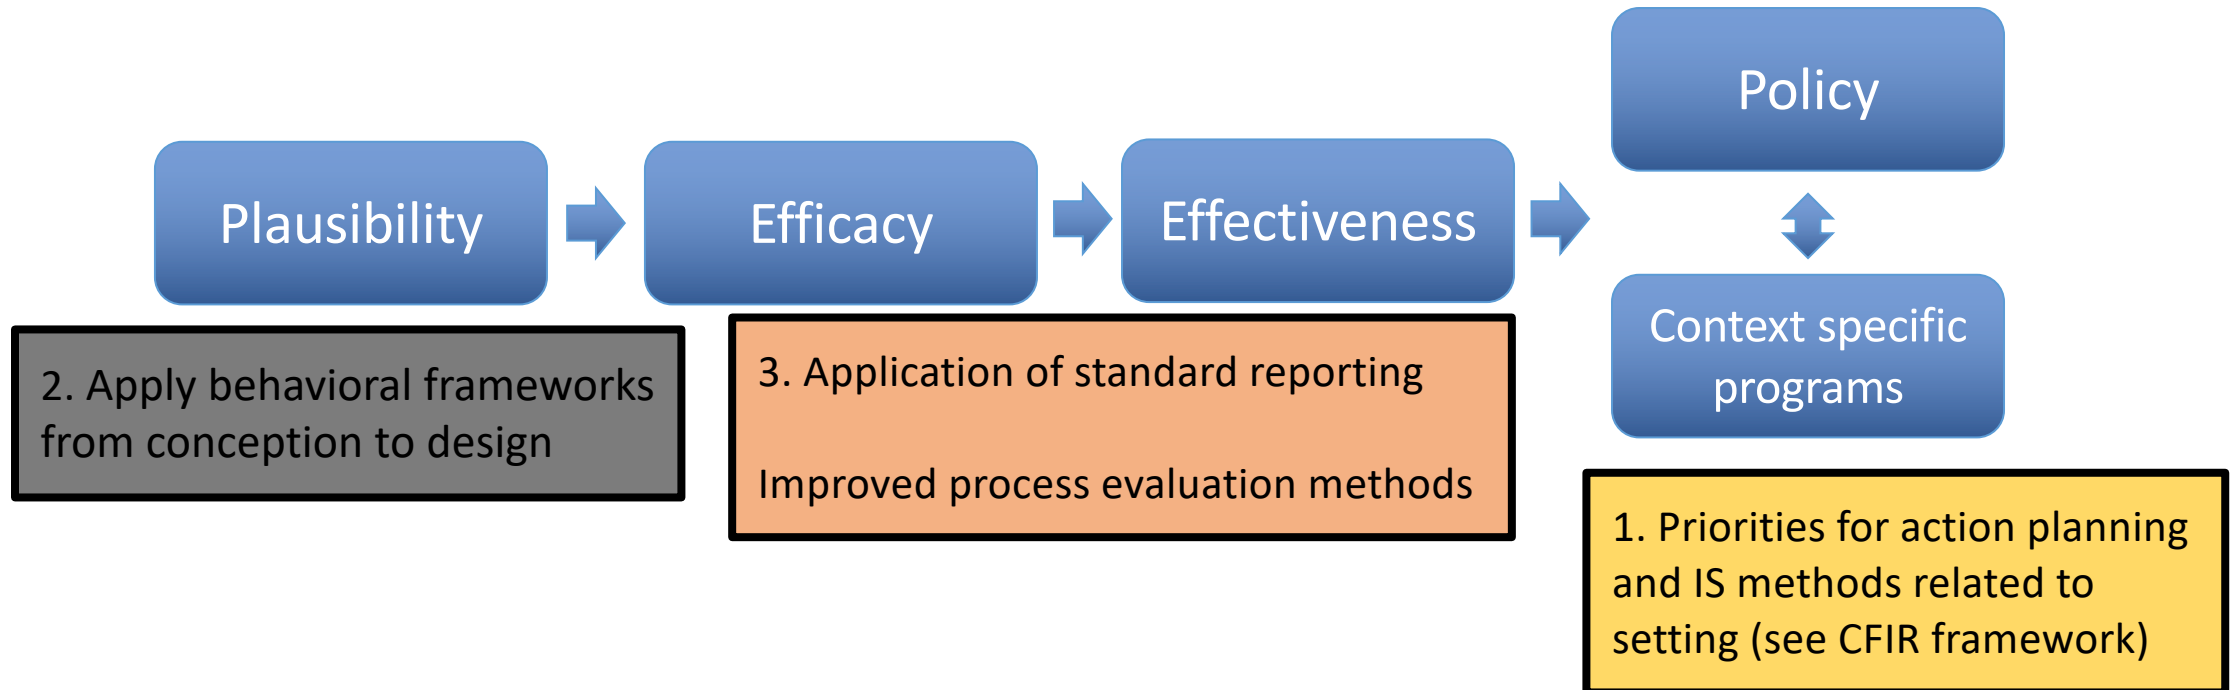 Policy
Plausibility
Efficacy
Effectiveness
Context specific
programs
2. Apply behavioral frameworks
from conception to design
3. Application of standard reporting
Improved process evaluation methods
1. Priorities for action planning
and IS methods related to
setting (see CFIR framework)